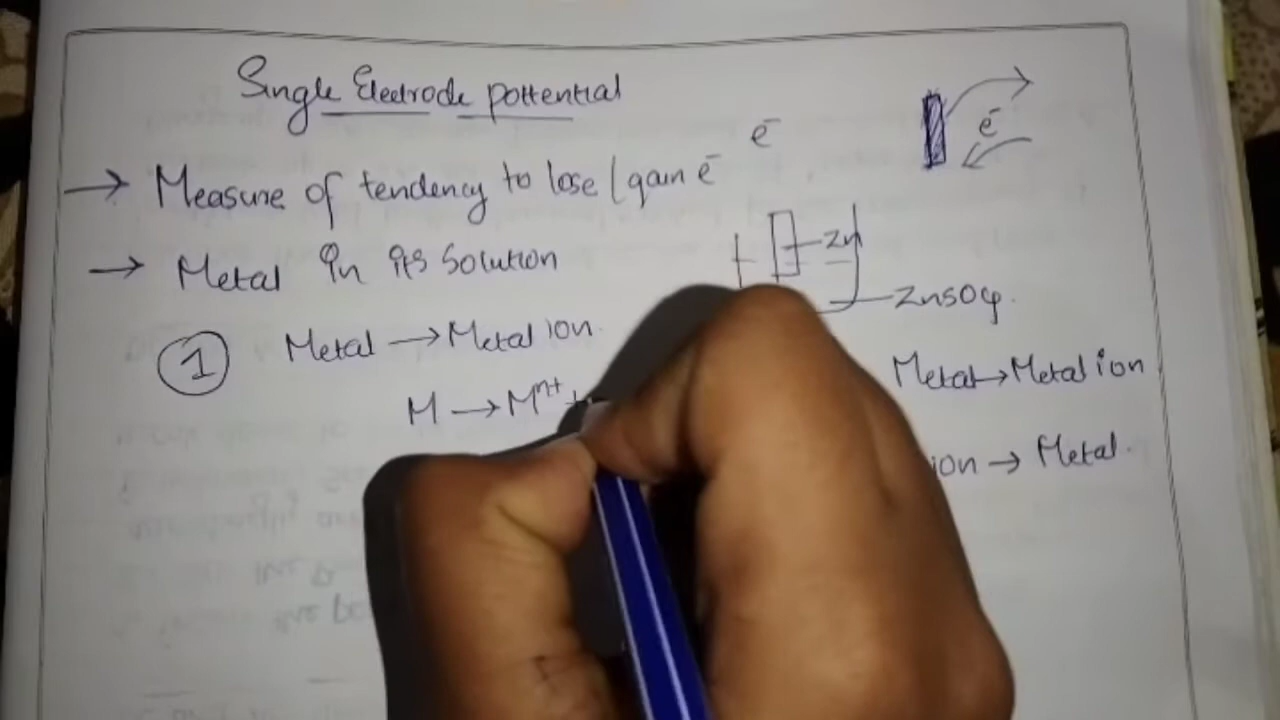 Single Electrode pottential
e⁻
e⁻
→ Measure of tendency to lose / gain e⁻
→ Metal in its Solution
Zn
ZnSO4
① Metal → Metal ion
M → Mⁿ⁺ +
Metal → Metal ion
ion → Metal